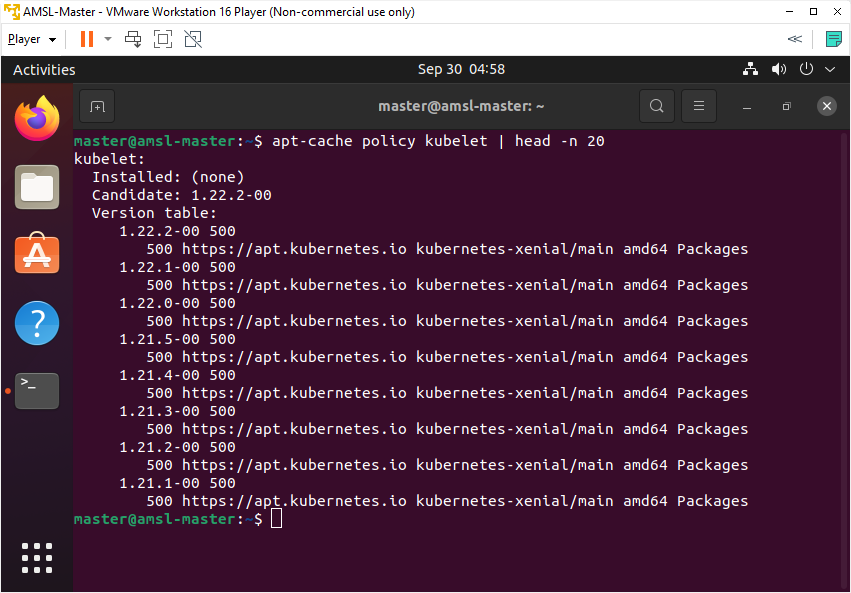 AMSL-Master - VMware Workstation 16 Player (Non-commercial use only)
Player
Activities
Sep 30 04:58
master@amsl-master: ~
master@amsl-master:~$ apt-cache policy kubelet | head -n 20
kubelet:
  Installed: (none)
  Candidate: 1.22.2-00
  Version table:
     1.22.2-00 500
        500 https://apt.kubernetes.io kubernetes-xenial/main amd64 Packages
     1.22.1-00 500
        500 https://apt.kubernetes.io kubernetes-xenial/main amd64 Packages
     1.22.0-00 500
        500 https://apt.kubernetes.io kubernetes-xenial/main amd64 Packages
     1.21.5-00 500
        500 https://apt.kubernetes.io kubernetes-xenial/main amd64 Packages
     1.21.4-00 500
        500 https://apt.kubernetes.io kubernetes-xenial/main amd64 Packages
     1.21.3-00 500
        500 https://apt.kubernetes.io kubernetes-xenial/main amd64 Packages
     1.21.2-00 500
        500 https://apt.kubernetes.io kubernetes-xenial/main amd64 Packages
     1.21.1-00 500
        500 https://apt.kubernetes.io kubernetes-xenial/main amd64 Packages
master@amsl-master:~$